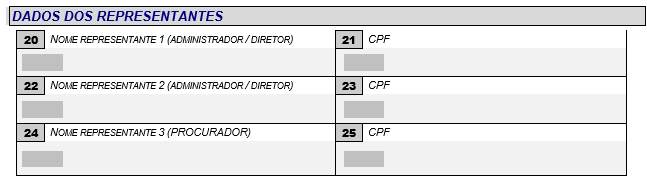 DADOS DOS REPRESENTANTES
20 NOME REPRESENTANTE 1 (ADMINISTRADOR / DIRETOR) 21 CPF
22 NOME REPRESENTANTE 2 (ADMINISTRADOR / DIRETOR) 23 CPF
24 NOME REPRESENTANTE 3 (PROCURADOR) 25 CPF